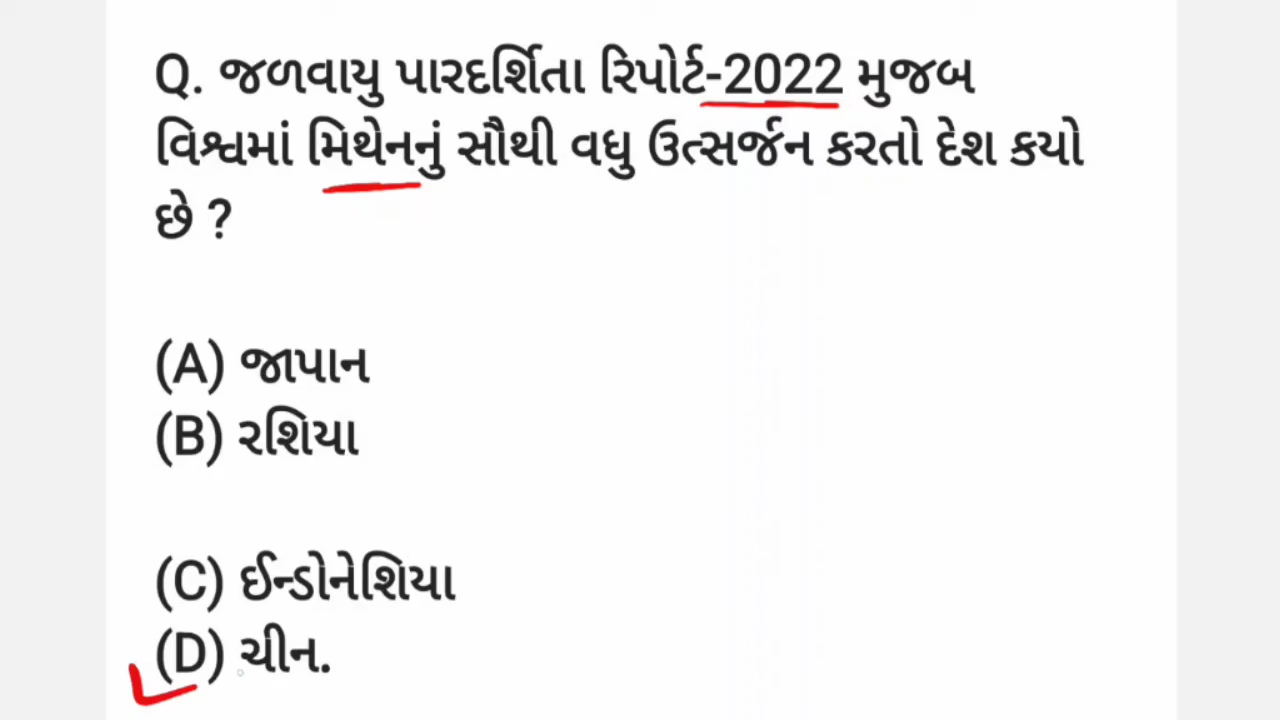 Q. જળવાયુ પારદર્શિતા રિપોર્ટ-2022 મુજબ
વિશ્વમાં મિથેનનું સૌથી વધુ ઉત્સર્જન કરતો દેશ કયો
છે ?
(A) જાપાન
(B) રશિયા
(C) ઈન્ડોનેશિયા
(D) ચીન.